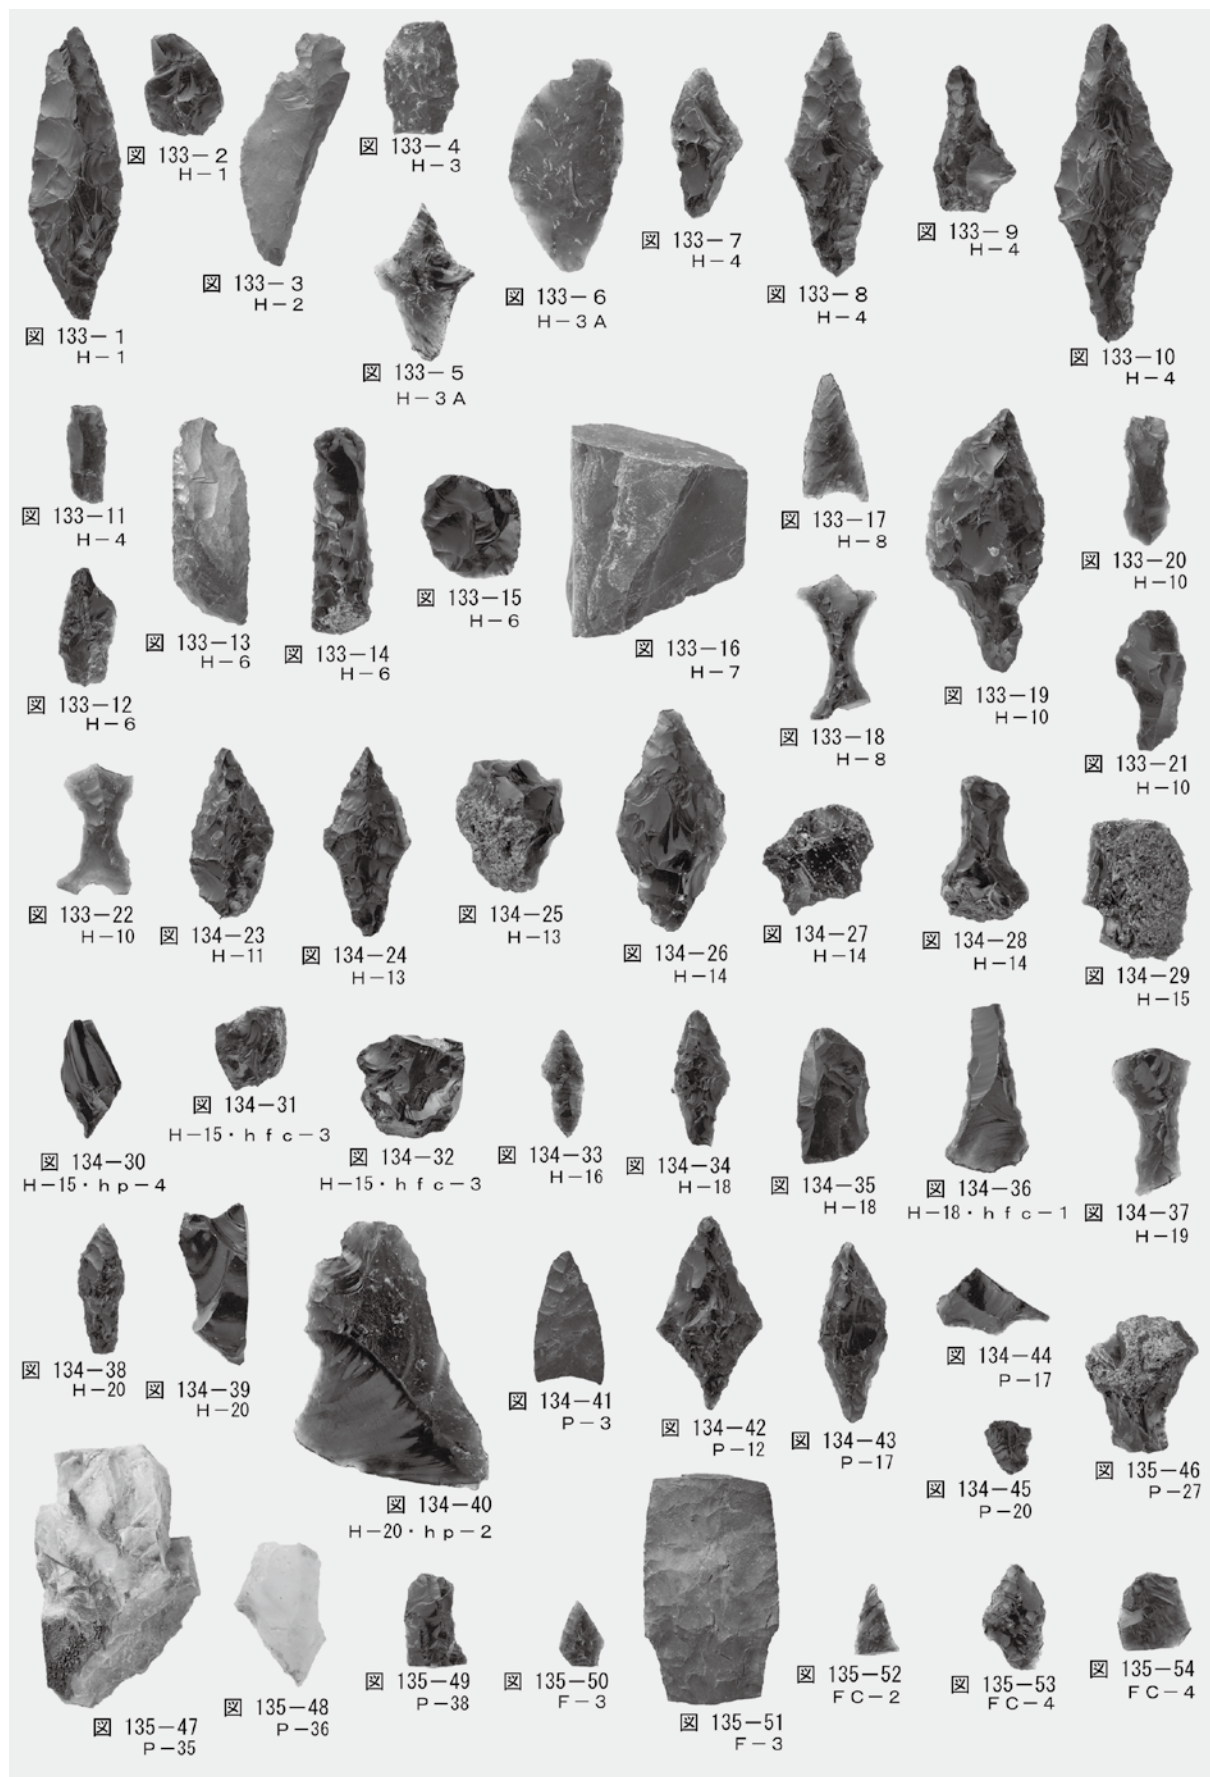 図 133-1
H-1
図 133-2
H-1
図 133-3
H-2
図 133-4
H-3
図 133-5
H-3A
図 133-6
H-3A
図 133-7
H-4
図 133-8
H-4
図 133-9
H-4
図 133-10
H-4
図 133-11
H-4
図 133-12
H-6
図 133-13
H-6
図 133-14
H-6
図 133-15
H-6
図 133-16
H-7
図 133-17
H-8
図 133-18
H-8
図 133-19
H-10
図 133-20
H-10
図 133-21
H-10
図 133-22
H-10
図 134-23
H-11
図 134-24
H-13
図 134-25
H-13
図 134-26
H-14
図 134-27
H-14
図 134-28
H-14
図 134-29
H-15
図 134-30
H-15・hp-4
図 134-31
H-15・hfc-3
図 134-32
H-15・hfc-3
図 134-33
H-16
図 134-34
H-18
図 134-35
H-18
図 134-36
H-18・hfc-1
図 134-37
H-19
図 134-38
H-20
図 134-39
H-20
図 134-40
H-20・hp-2
図 134-41
P-3
図 134-42
P-12
図 134-43
P-17
図 134-44
P-17
図 134-45
P-20
図 135-46
P-27
図 135-47
P-35
図 135-48
P-36
図 135-49
P-38
図 135-50
F-3
図 135-51
F-3
図 135-52
FC-2
図 135-53
FC-4
図 135-54
FC-4